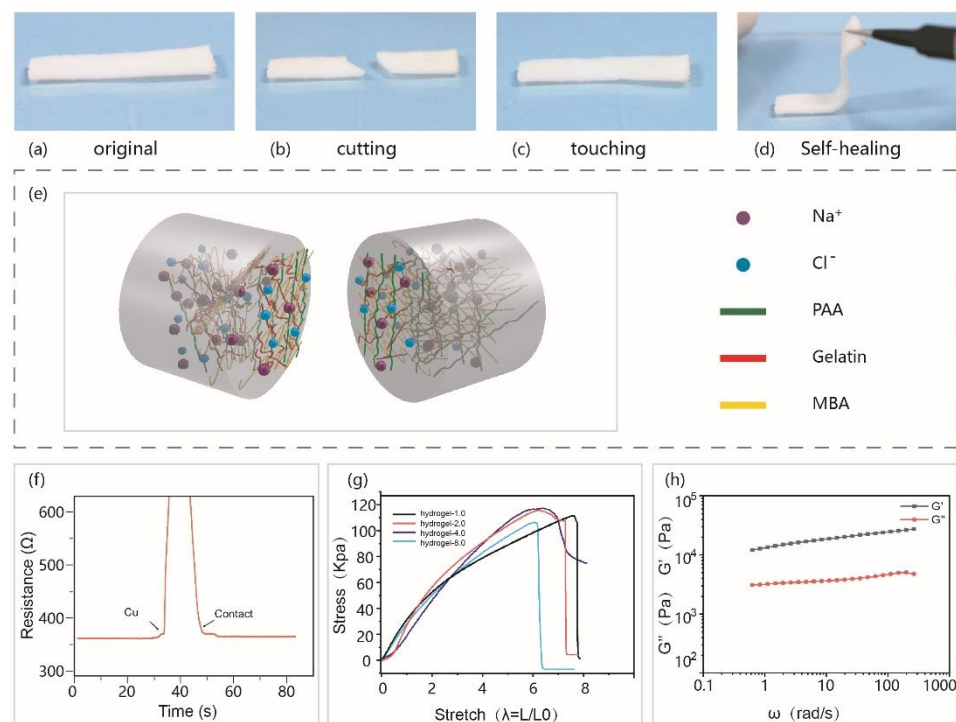 (a) original
(b) cutting
(c) touching
(d) Self-healing
(e)
Na⁺
Cl⁻
PAA
Gelatin
MBA
(f)
600
500
400
300
Resistance (Ω)
Cu
Contact
0 20 40 60 80
Time (s)
(g)
120
100
80
60
40
20
0
Stress (Kpa)
hydrogel-1.0
hydrogel-2.0
hydrogel-4.0
hydrogel-8.0
0 2 4 6 8
Stretch (λ=L/L0)
(h)
10⁵
10⁴
10³
10²
G'' (Pa) G' (Pa)
G'
G''
0.1 1 10 100 1000
ω (rad/s)